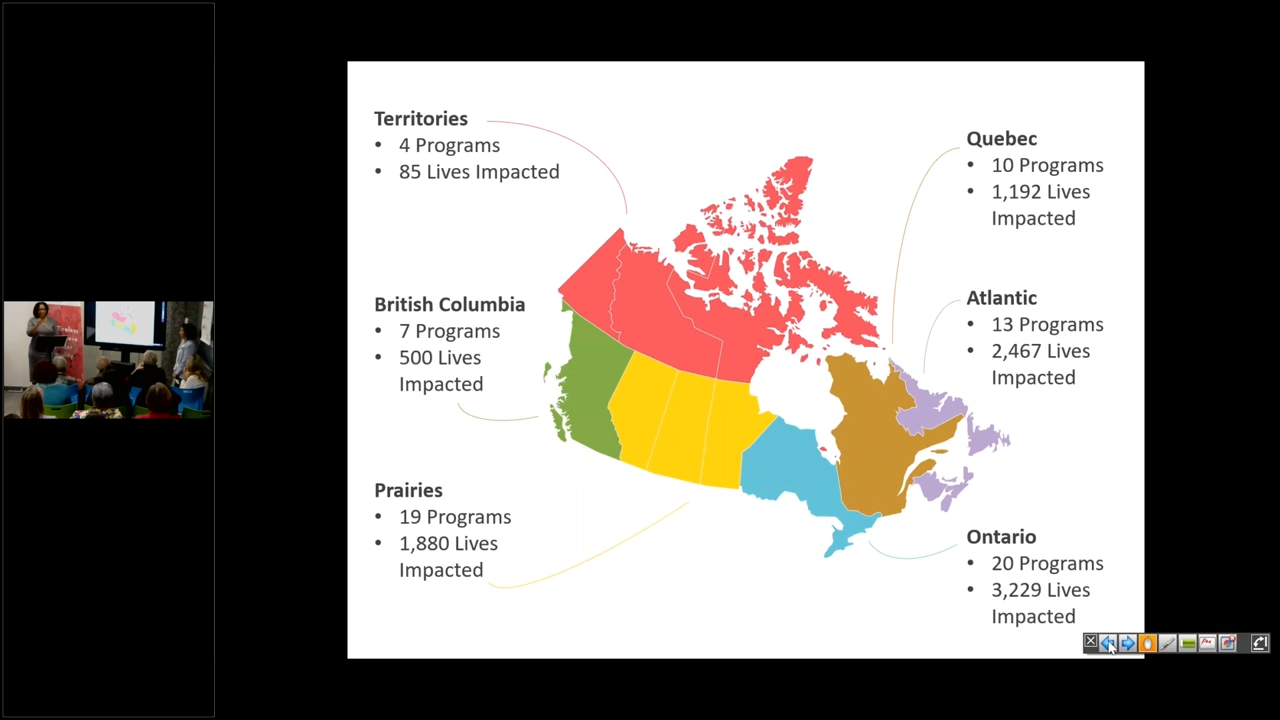 Territories
• 4 Programs
• 85 Lives Impacted
British Columbia
• 7 Programs
• 500 Lives
Impacted
Prairies
• 19 Programs
• 1,880 Lives
Impacted
Quebec
• 10 Programs
• 1,192 Lives
Impacted
Atlantic
• 13 Programs
• 2,467 Lives
Impacted
Ontario
• 20 Programs
• 3,229 Lives
Impacted